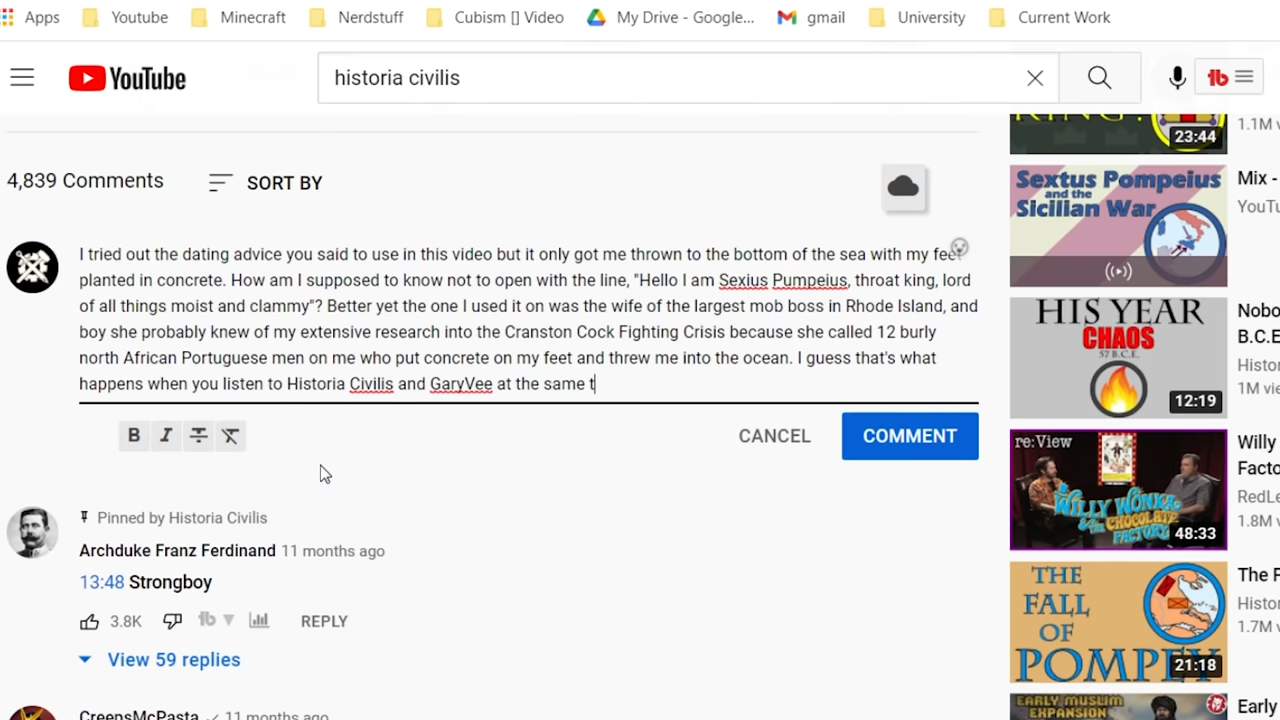 Apps Youtube Minecraft Nerdstuff Cubism [] Video My Drive - Google... gmail University Current Work
YouTube
historia civilis
23:44
1.1M v
4,839 Comments
SORT BY
I tried out the dating advice you said to use in this video but it only got me thrown to the bottom of the sea with my feet
planted in concrete. How am I supposed to know not to open with the line, "Hello I am Sexius Pumpeius, throat king, lord
of all things moist and clammy"? Better yet the one I used it on was the wife of the largest mob boss in Rhode Island, and
boy she probably knew of my extensive research into the Cranston Cock Fighting Crisis because she called 12 burly
north African Portuguese men on me who put concrete on my feet and threw me into the ocean. I guess that's what
happens when you listen to Historia Civilis and GaryVee at the same t
B I
CANCEL
COMMENT
Pinned by Historia Civilis
Archduke Franz Ferdinand 11 months ago
13:48 Strongboy
3.8K
REPLY
View 59 replies
CreepsMcPasta 11 months ago
Sextus Pompeius
and the
Sicilian War
Mix -
YouTu
HIS YEAR
CHAOS
57 B.C.E.
12:19
Nobo
B.C.E
Histor
1M vie
re:View
WILLY WONKA
& THE CHOCOLATE
FACTORY
48:33
Willy
Facto
RedLe
1.8M v
THE
FALL
OF
POMPEY
21:18
The F
Histor
1.7M v
EARLY MUSLIM
EXPANSION
Early